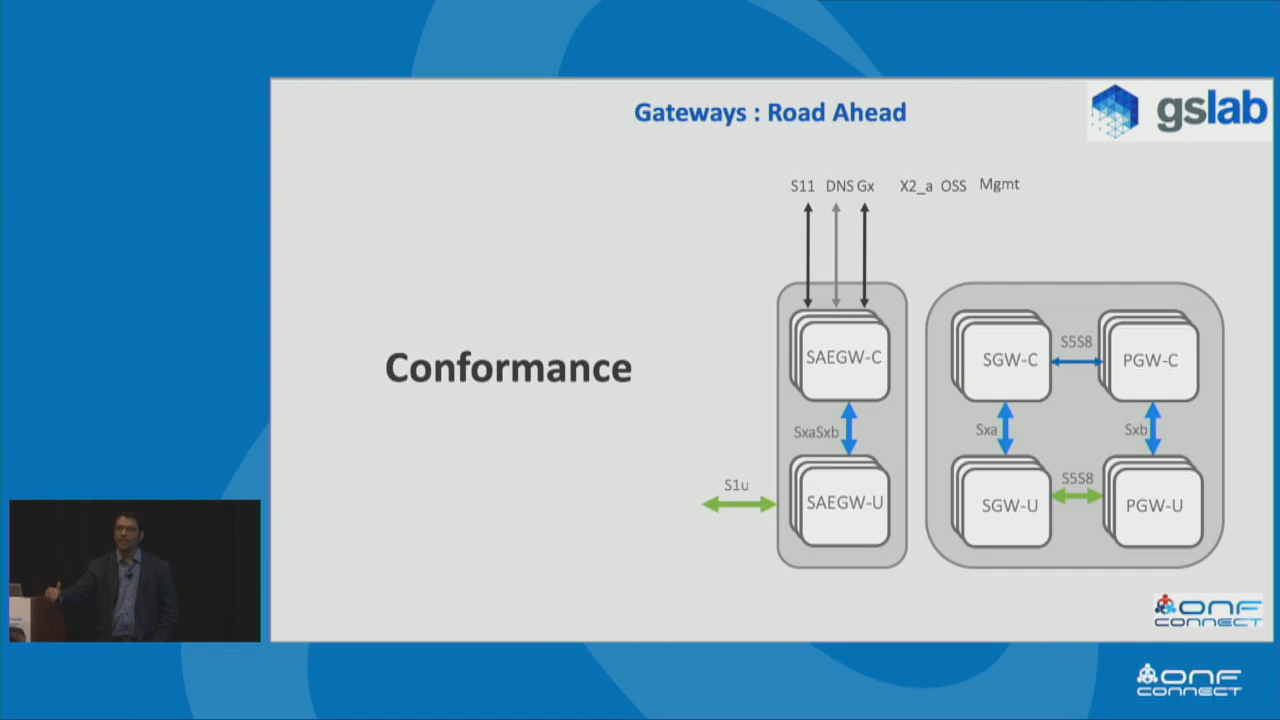 Gateways : Road Ahead
gslab
S11 DNS Gx X2_a OSS Mgmt
Conformance
SAEGW-C
SGW-C
S5S8
PGW-C
SxaSxb
Sxa
Sxb
S1u
SAEGW-U
SGW-U
S5S8
PGW-U
ONF
CONNECT
ONF
CONNECT